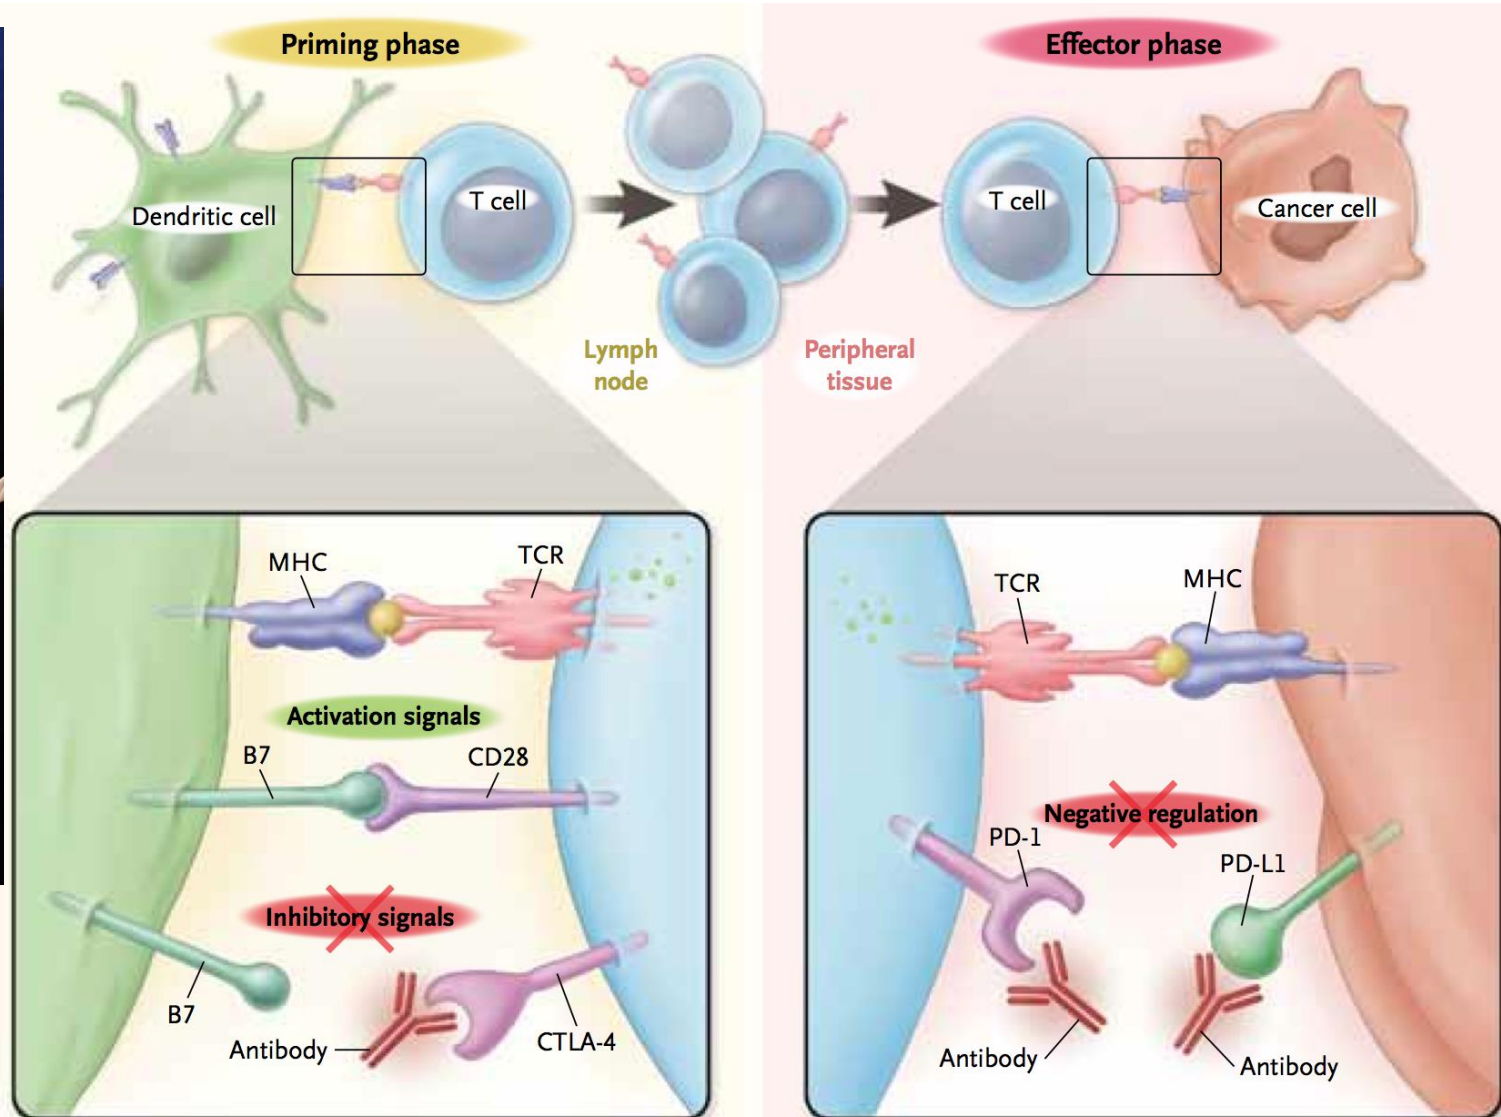 Priming phase
Effector phase
Dendritic cell
T cell
T cell
Cancer cell
Lymph
node
Peripheral
tissue
MHC
TCR
Activation signals
B7
CD28
Inhibitory signals
B7
Antibody
CTLA-4
TCR
MHC
Negative regulation
PD-1
PD-L1
Antibody
Antibody